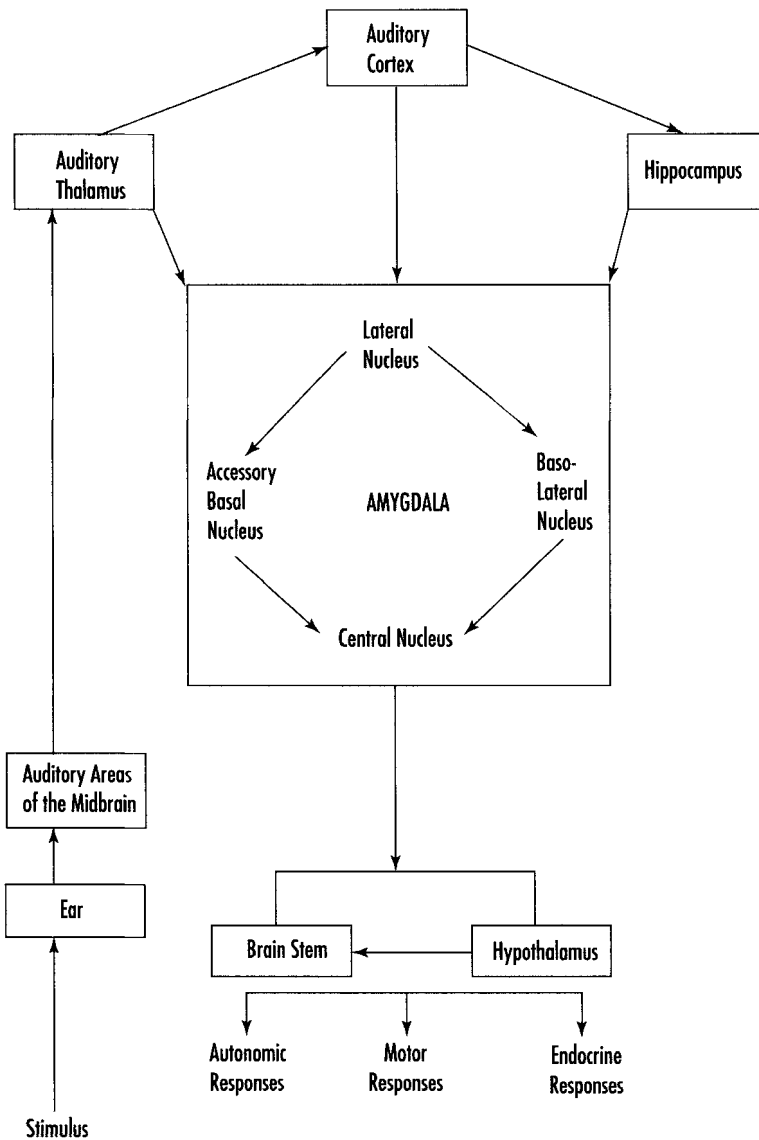 Auditory
Cortex
Auditory
Thalamus
Hippocampus
Lateral
Nucleus
Accessory
Basal
Nucleus
AMYGDALA
Baso-
Lateral
Nucleus
Central Nucleus
Auditory Areas
of the Midbrain
Ear
Brain Stem
Hypothalamus
Autonomic
Responses
Motor
Responses
Endocrine
Responses
Stimulus